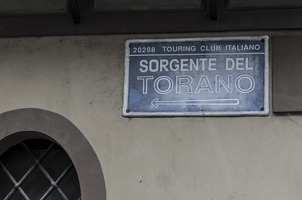 20208 TOURING CLUB ITALIANO
SORGENTE DEL
TORANO